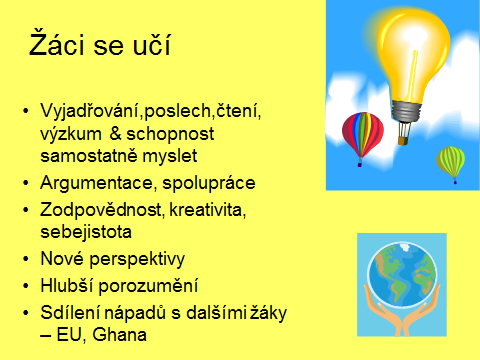 Žáci se učí
• Vyjadřování,poslech,čtení,
výzkum & schopnost
samostatně myslet
• Argumentace, spolupráce
• Zodpovědnost, kreativita,
sebejistota
• Nové perspektivy
• Hlubší porozumění
• Sdílení nápadů s dalšími žáky
– EU, Ghana